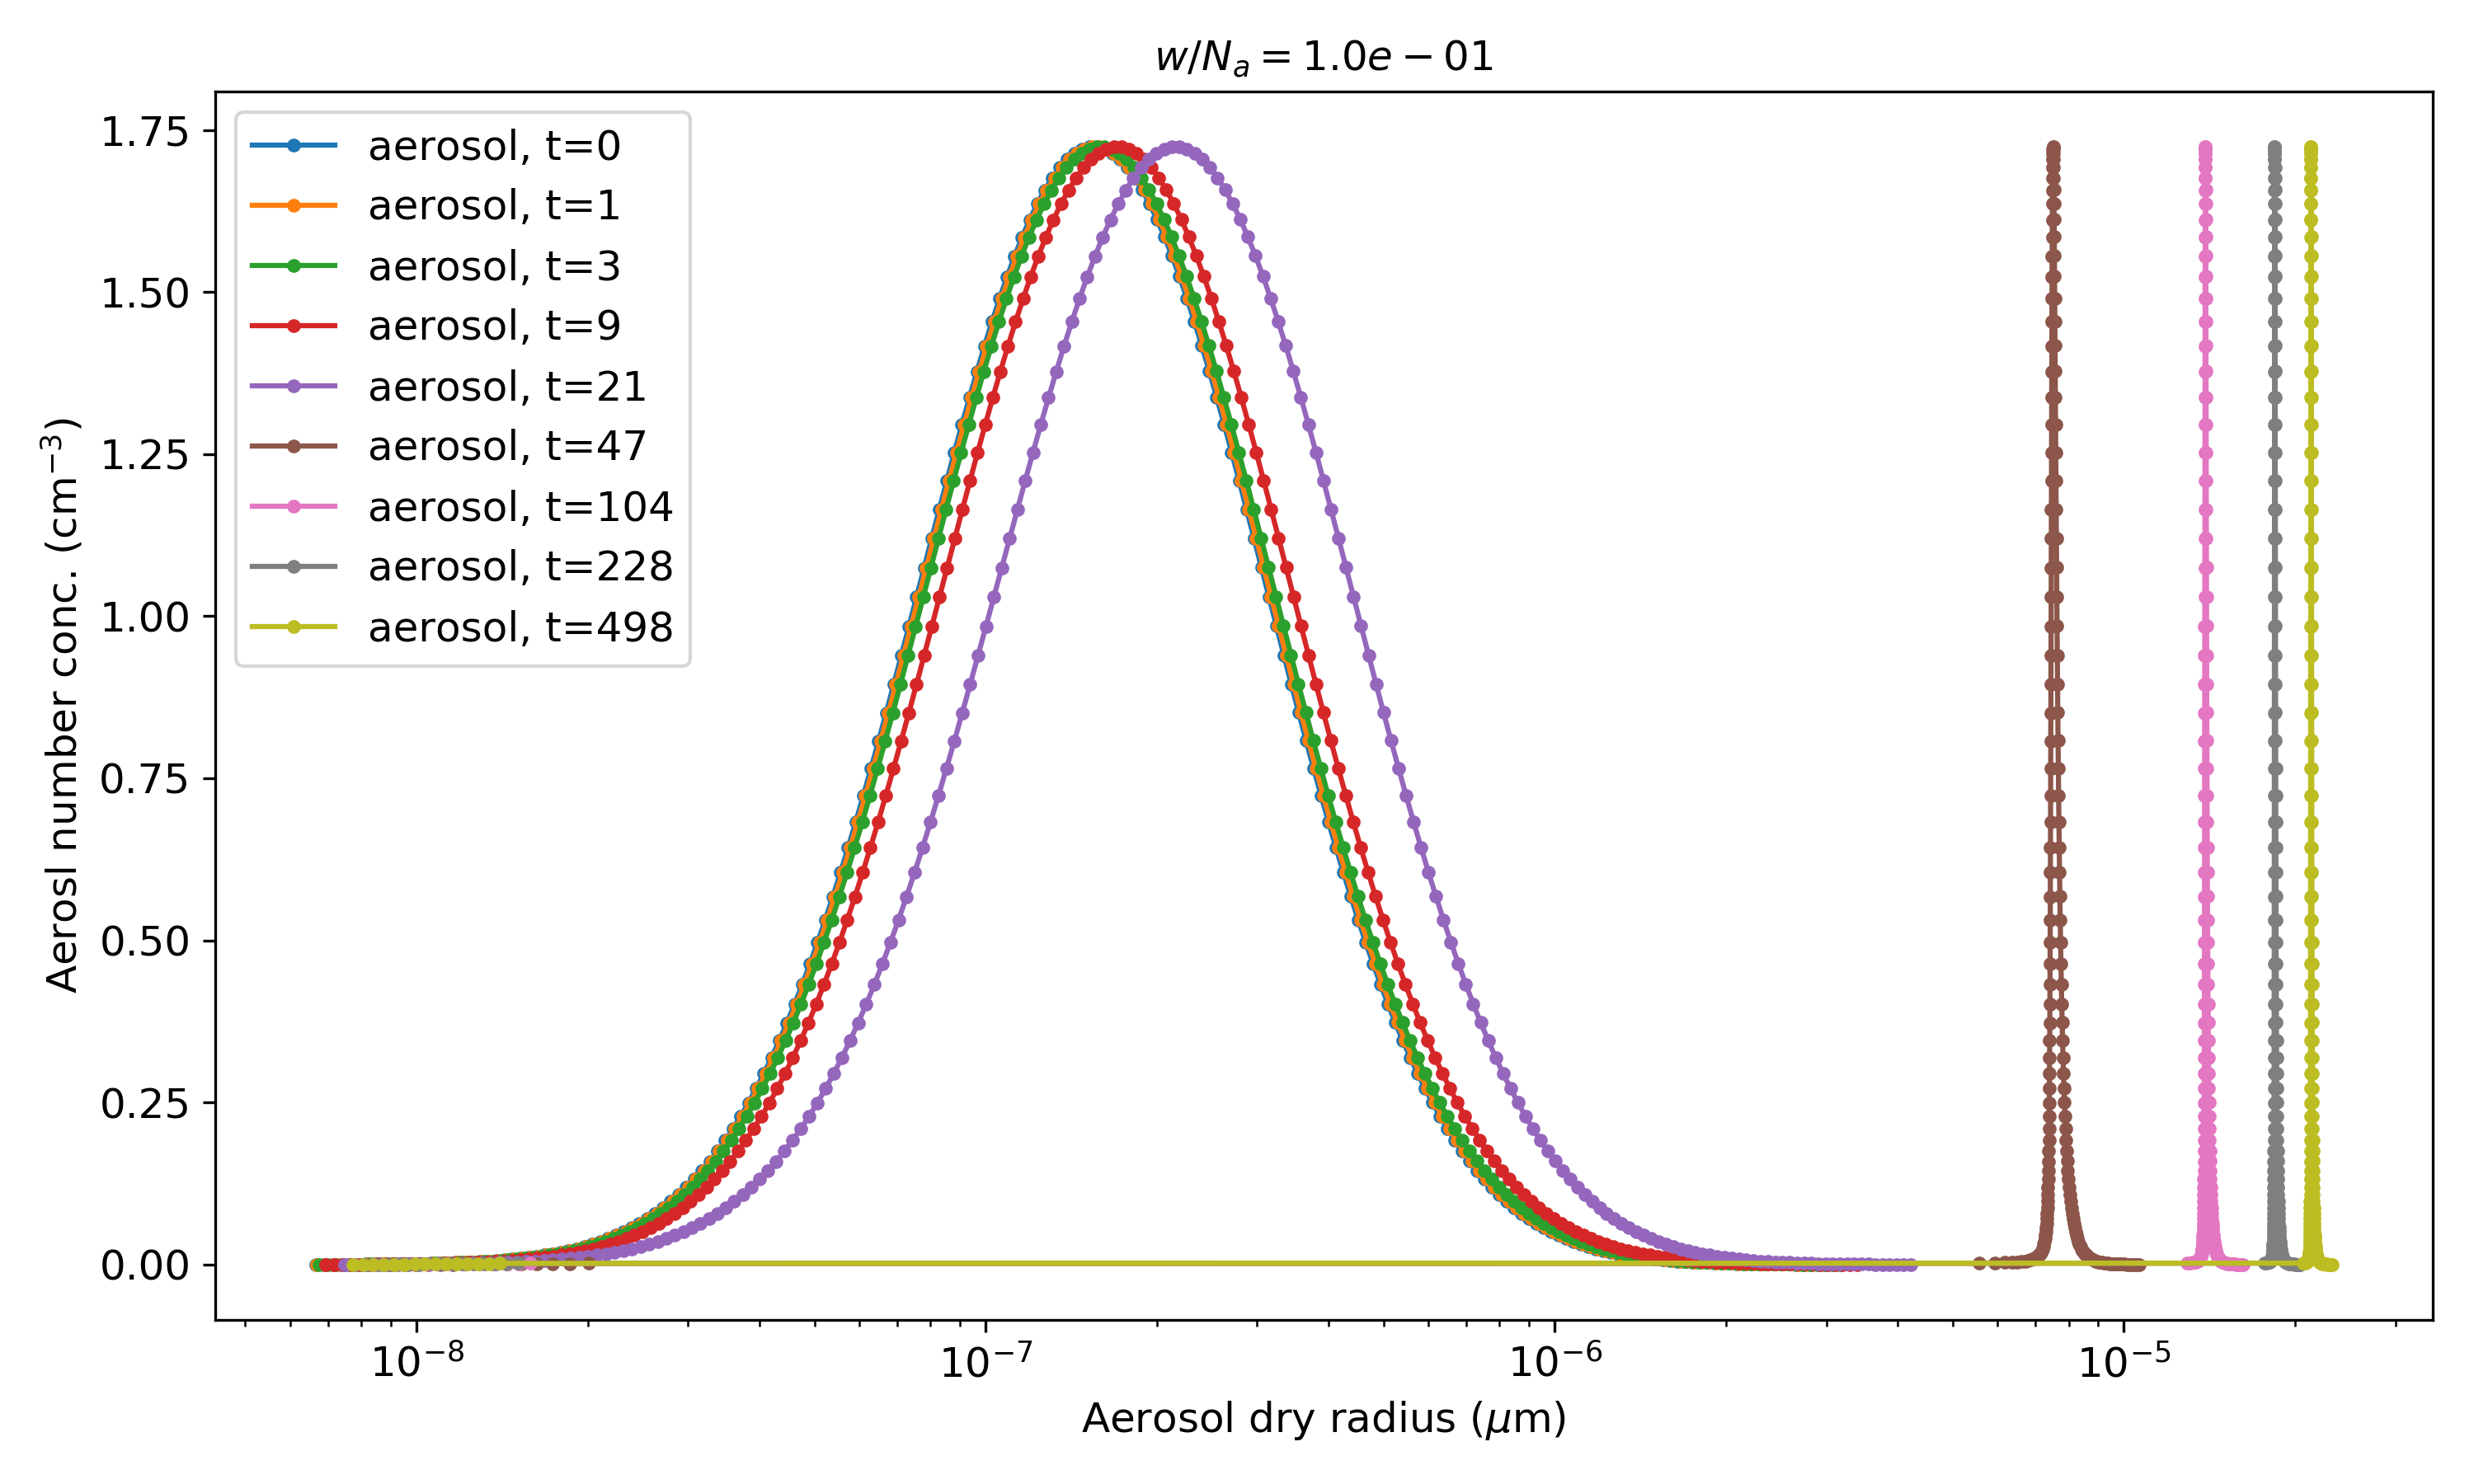 w/Nₐ = 1.0e − 01
1.75
1.50
1.25
1.00
0.75
0.50
0.25
0.00
Aerosl number conc. (cm⁻³)
aerosol, t=0
aerosol, t=1
aerosol, t=3
aerosol, t=9
aerosol, t=21
aerosol, t=47
aerosol, t=104
aerosol, t=228
aerosol, t=498
10⁻⁸ 10⁻⁷ 10⁻⁶ 10⁻⁵
Aerosol dry radius (μm)